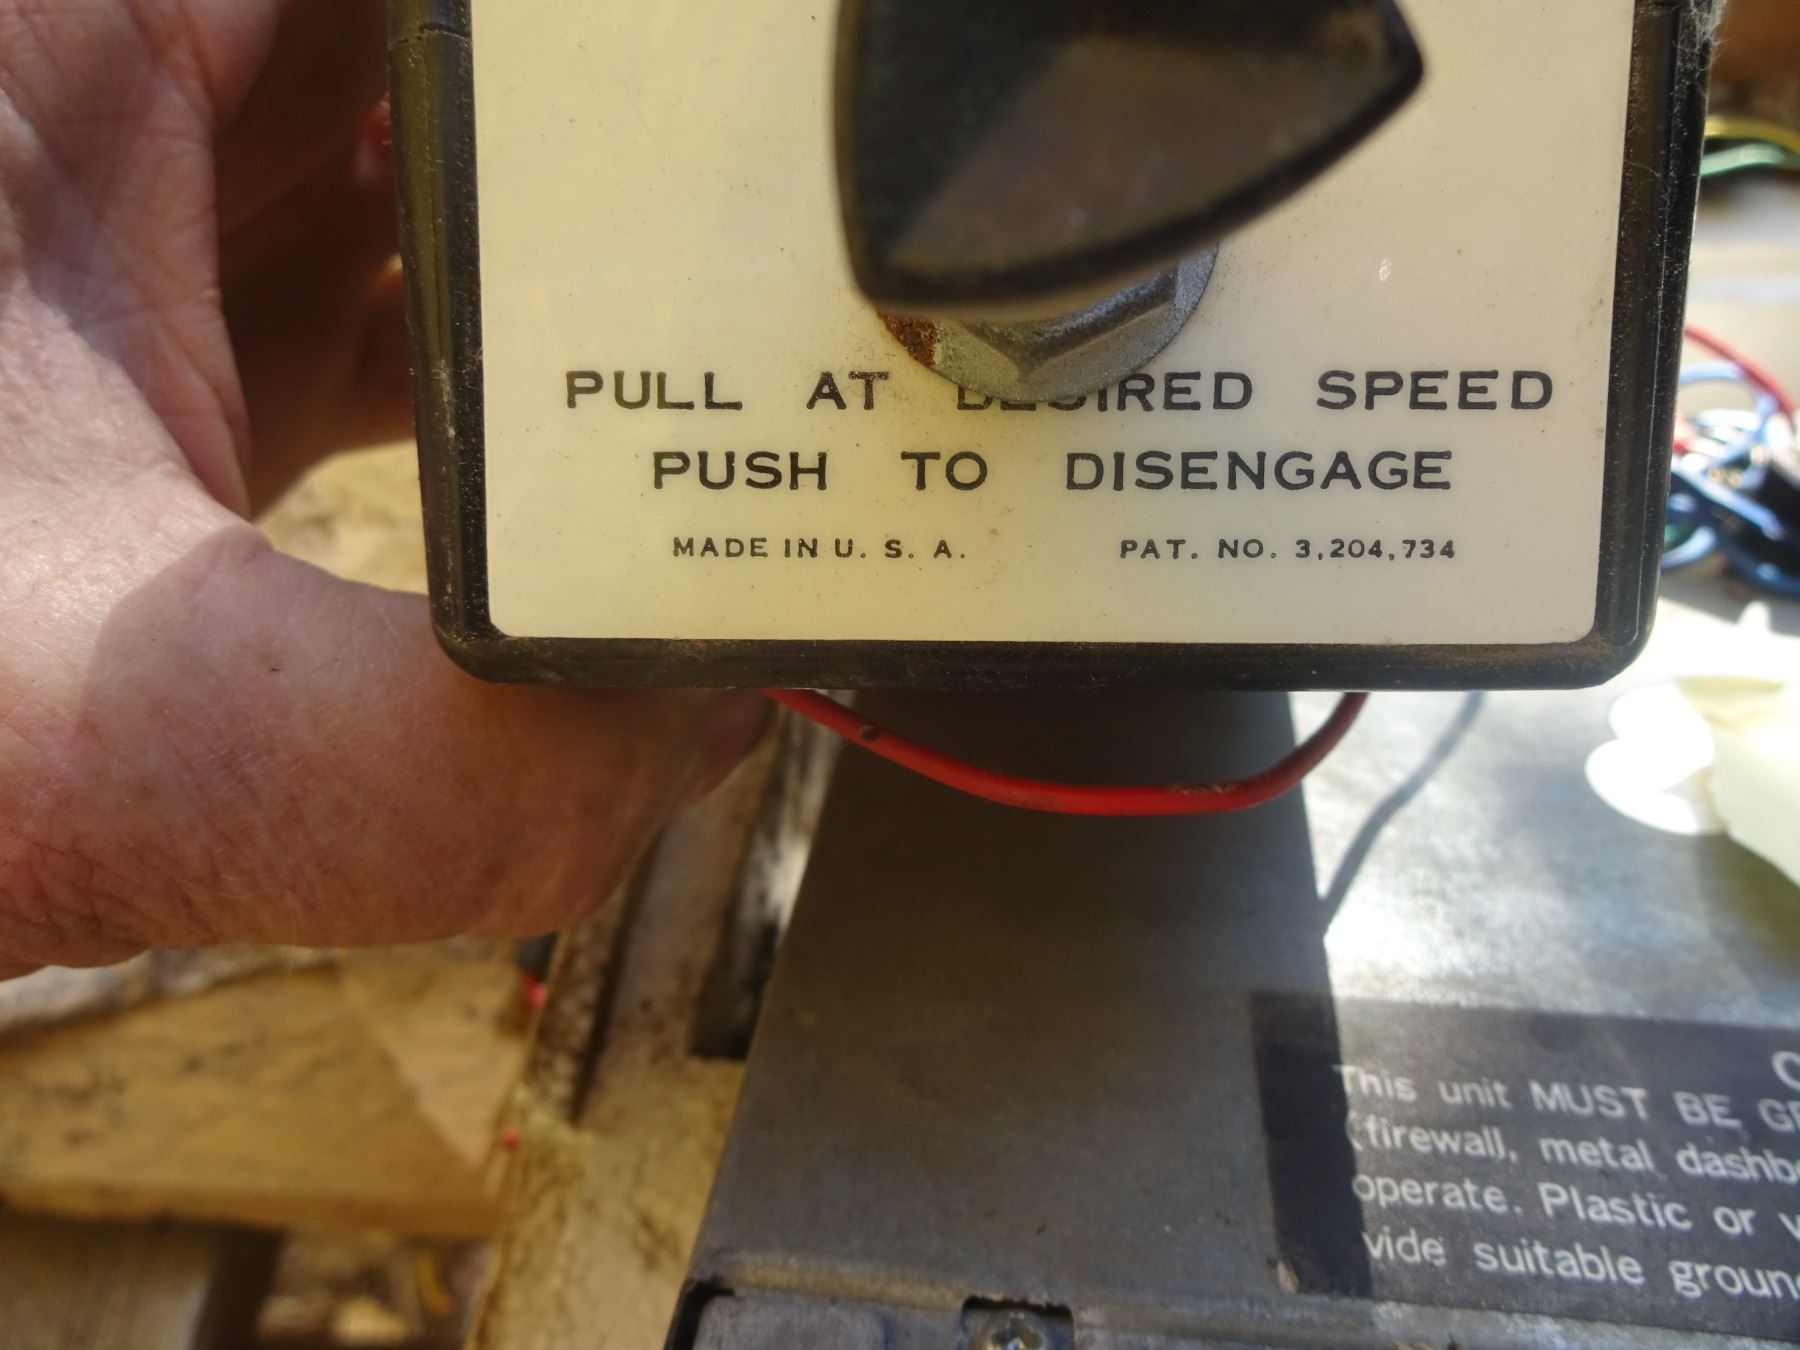 PULL AT DESIRED SPEED
PUSH TO DISENGAGE
MADE IN U. S. A. PAT. NO. 3,204,734
This unit MUST BE
(firewall, metal
operate. Plastic or
vide suitable